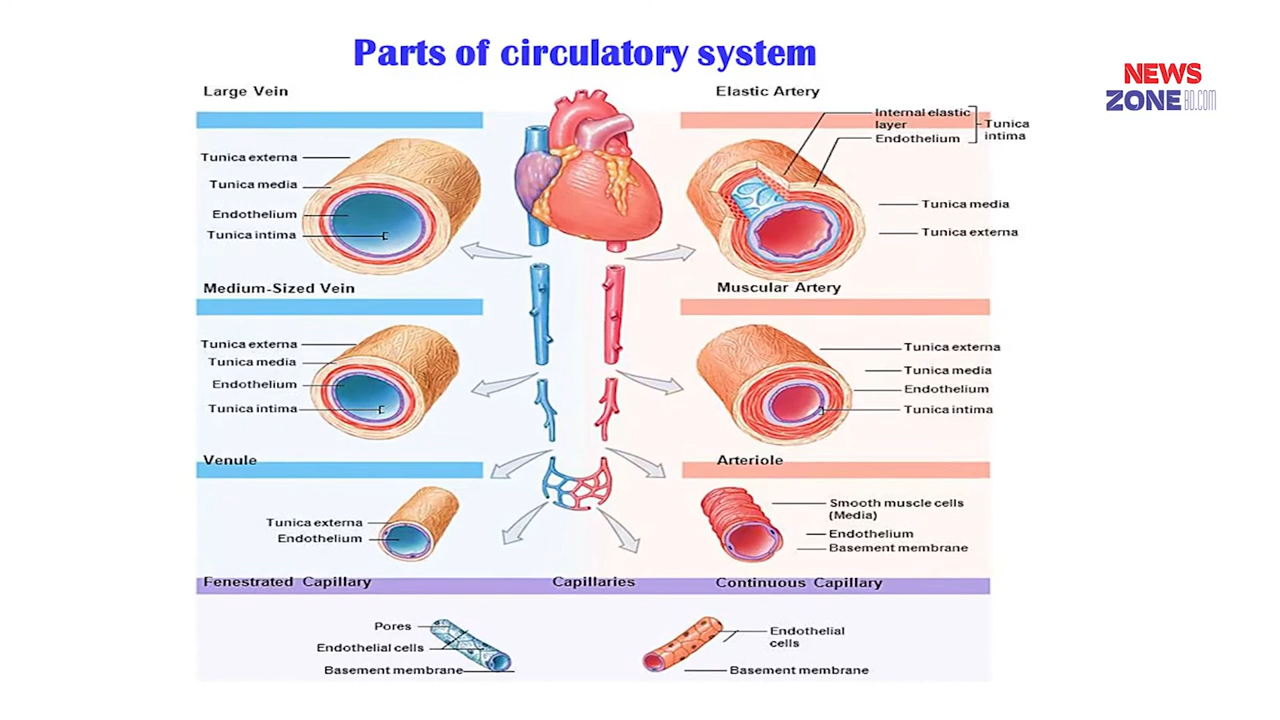 Parts of circulatory system
NEWS
ZONE BD.COM
Large Vein
Tunica externa
Tunica media
Endothelium
Tunica intima
Elastic Artery
Internal elastic
layer
Endothelium
Tunica
intima
Tunica media
Tunica externa
Medium-Sized Vein
Tunica externa
Tunica media
Endothelium
Tunica intima
Muscular Artery
Tunica externa
Tunica media
Endothelium
Tunica intima
Venule
Tunica externa
Endothelium
Arteriole
Smooth muscle cells
(Media)
Endothelium
Basement membrane
Fenestrated Capillary
Capillaries
Continuous Capillary
Pores
Endothelial cells
Basement membrane
Endothelial
cells
Basement membrane